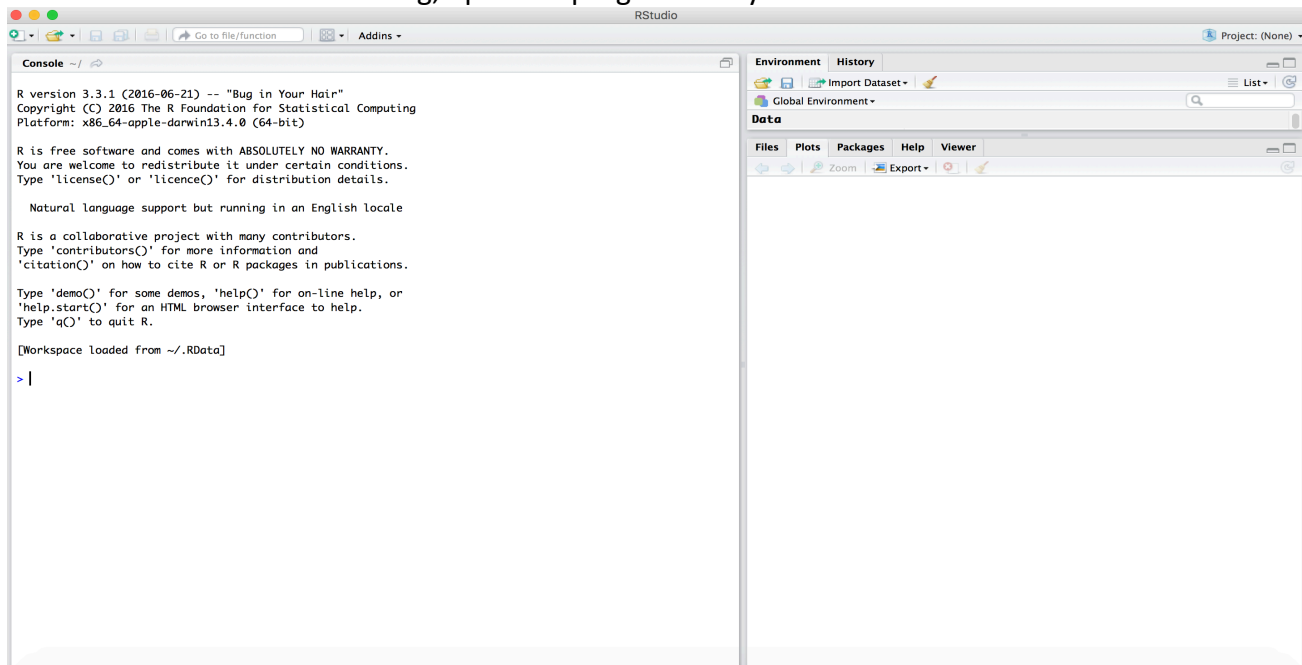 RStudio
Go to file/function
Addins
Project: (None)
Console ~/
R version 3.3.1 (2016-06-21) -- "Bug in Your Hair"
Copyright (C) 2016 The R Foundation for Statistical Computing
Platform: x86_64-apple-darwin13.4.0 (64-bit)
R is free software and comes with ABSOLUTELY NO WARRANTY.
You are welcome to redistribute it under certain conditions.
Type 'license()' or 'licence()' for distribution details.
Natural language support but running in an English locale
R is a collaborative project with many contributors.
Type 'contributors()' for more information and
'citation()' on how to cite R or R packages in publications.
Type 'demo()' for some demos, 'help()' for on-line help, or
'help.start()' for an HTML browser interface to help.
Type 'q()' to quit R.
[Workspace loaded from ~/.RData]
>
Environment History
Import Dataset
List
Global Environment
Data
Files Plots Packages Help Viewer
Zoom Export